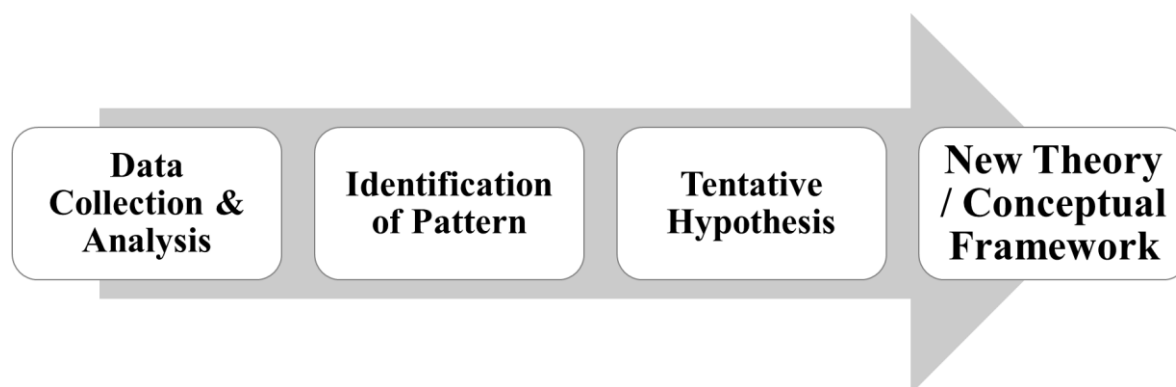 Data
Collection &
Analysis
Identification
of Pattern
Tentative
Hypothesis
New Theory
/ Conceptual
Framework